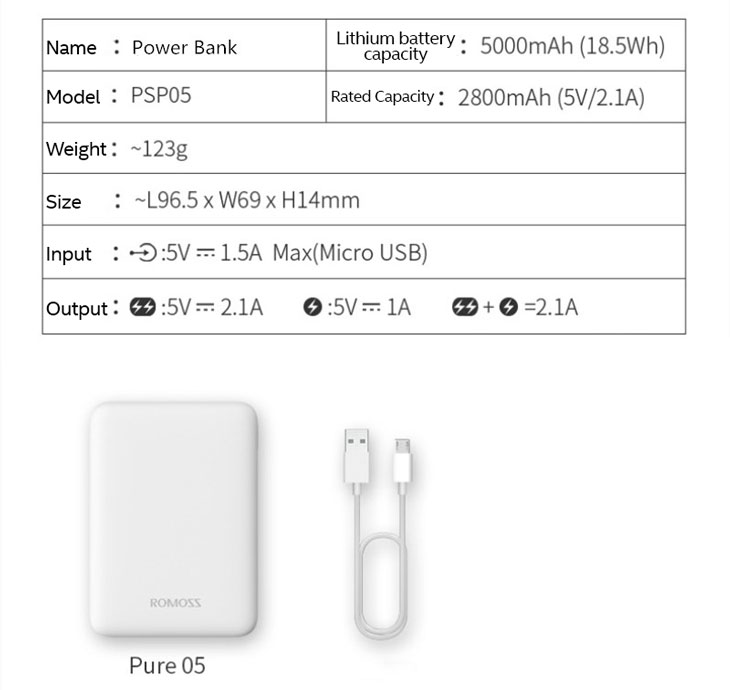 Name : Power Bank
Lithium battery capacity : 5000mAh (18.5Wh)
Model : PSP05
Rated Capacity : 2800mAh (5V/2.1A)
Weight : ~123g
Size : ~L96.5 x W69 x H14mm
Input : :5V ⎓ 1.5A Max(Micro USB)
Output : :5V ⎓ 2.1A :5V ⎓ 1A + =2.1A
ROMOSS
Pure 05